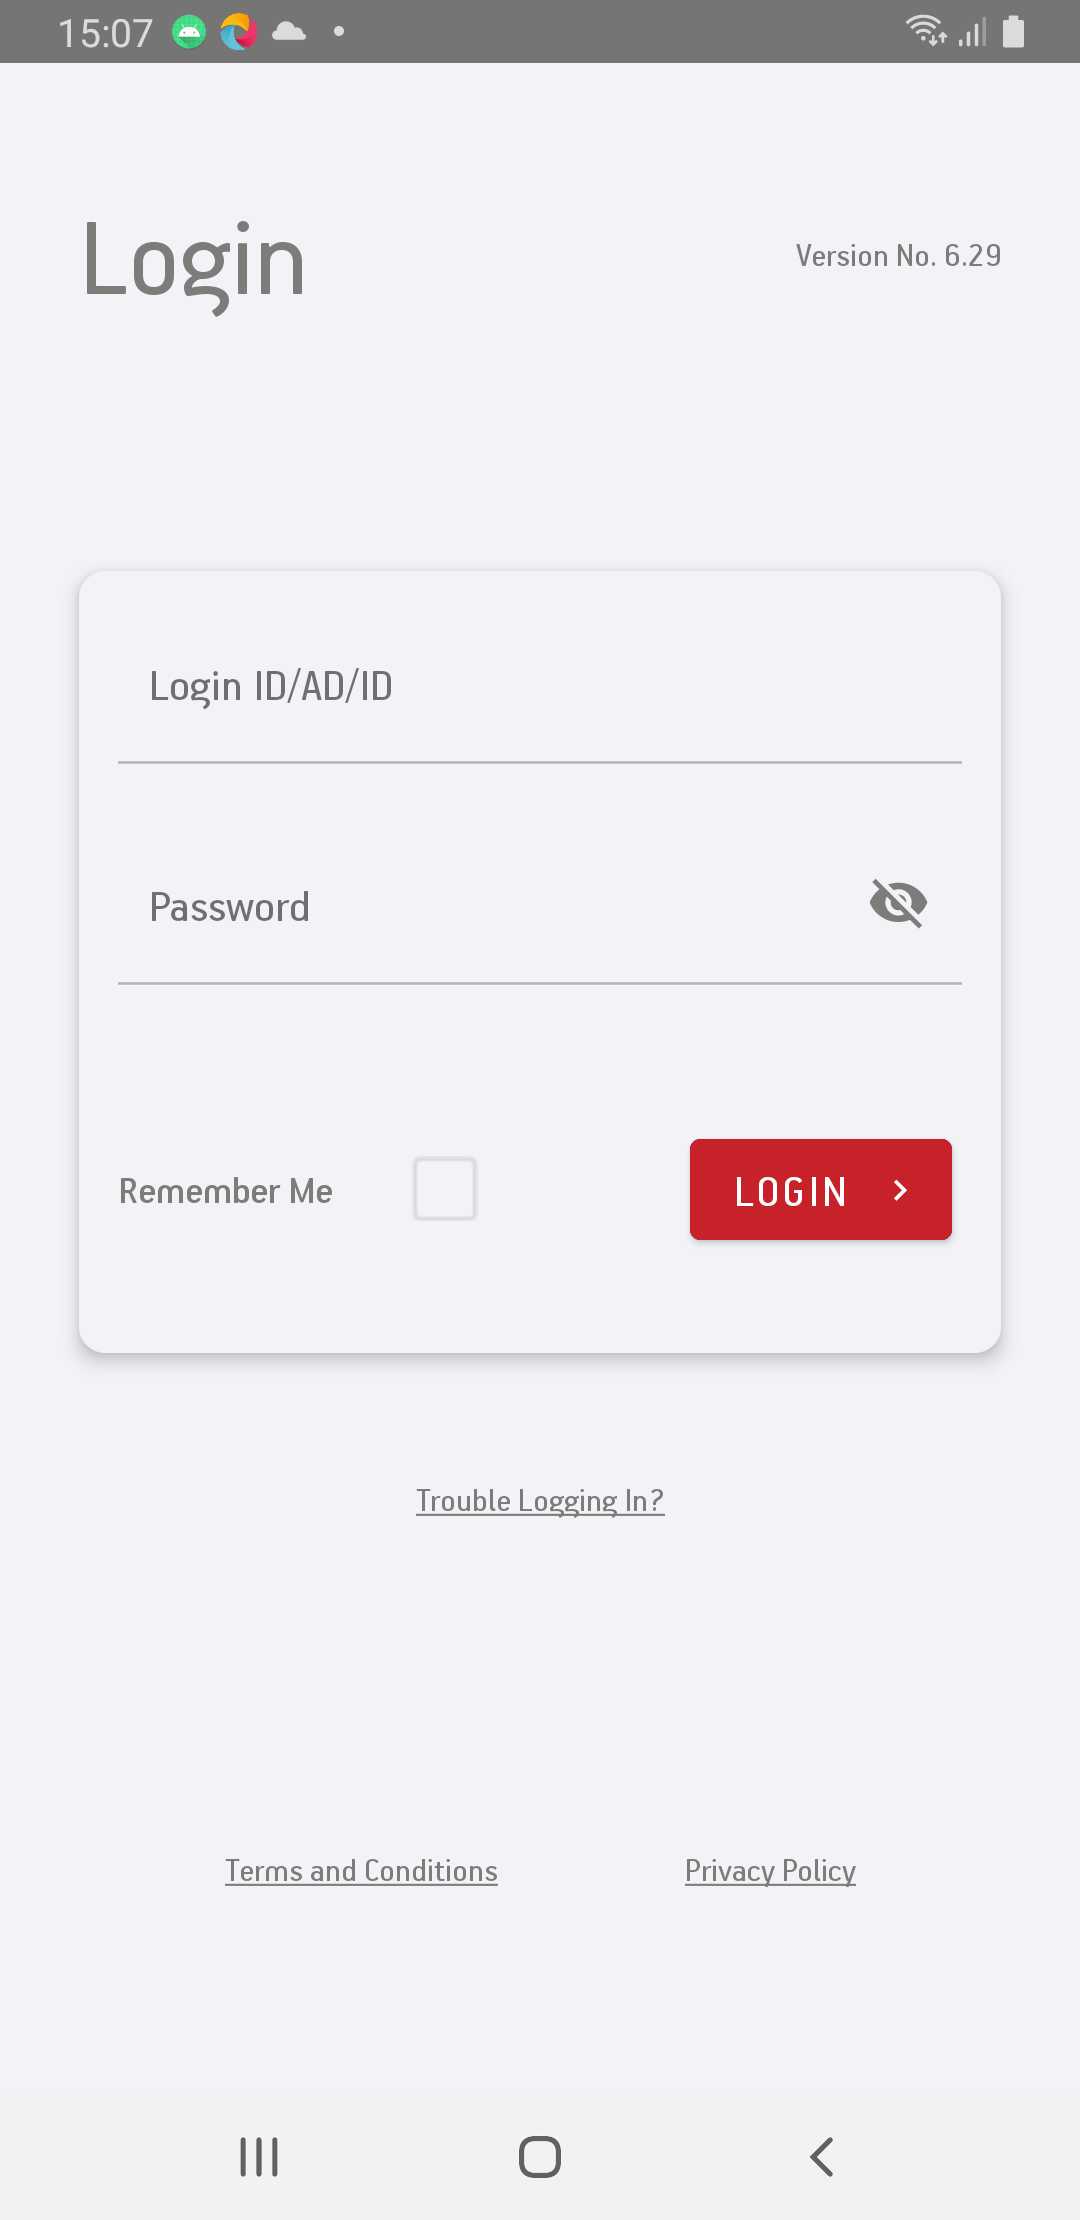 15:07
Login
Version No. 6.29
Login ID/AD/ID
Password
Remember Me
LOGIN
Trouble Logging In?
Terms and Conditions
Privacy Policy